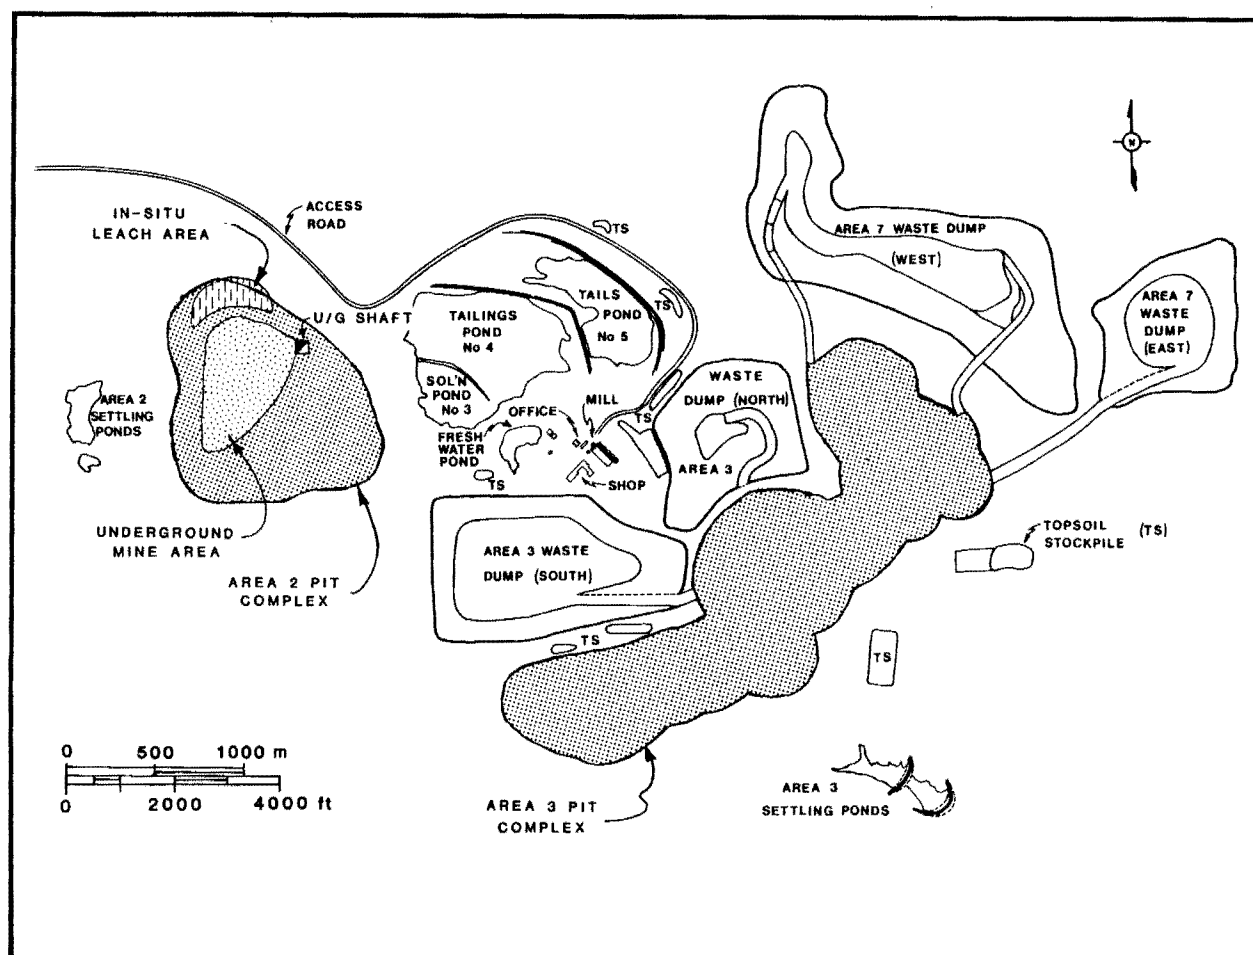 N
IN-SITU
LEACH AREA
ACCESS
ROAD
TS
AREA 7 WASTE DUMP
(WEST)
U/G SHAFT
TAILINGS
POND
No 4
TAILS
POND
No 5
TS
AREA 7
WASTE
DUMP
(EAST)
SOL'N
POND
No 3
AREA 2
SETTLING
PONDS
OFFICE
MILL
WASTE
DUMP (NORTH)
TS
AREA 3
FRESH
WATER
POND
TS
SHOP
UNDERGROUND
MINE AREA
AREA 2 PIT
COMPLEX
AREA 3 WASTE
DUMP (SOUTH)
TOPSOIL (TS)
STOCKPILE
TS
TS
0 500 1000 m
0 2000 4000 ft
AREA 3 PIT
COMPLEX
AREA 3
SETTLING PONDS